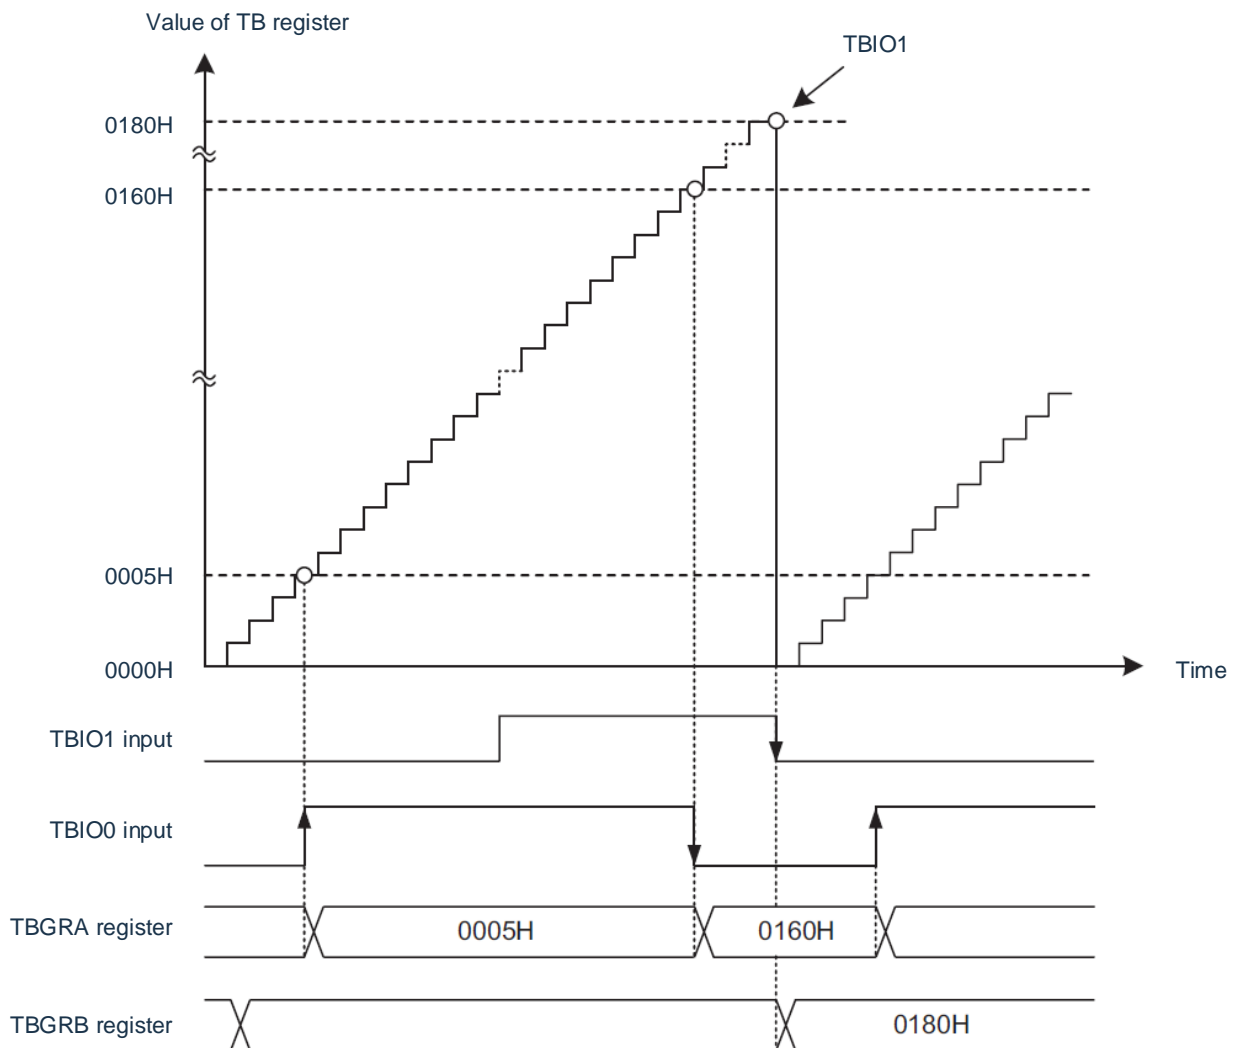 Value of TB register
TBIO1
0180H
0160H
0005H
0000H
Time
TBIO1 input
TBIO0 input
TBGRA register
0005H
0160H
TBGRB register
0180H